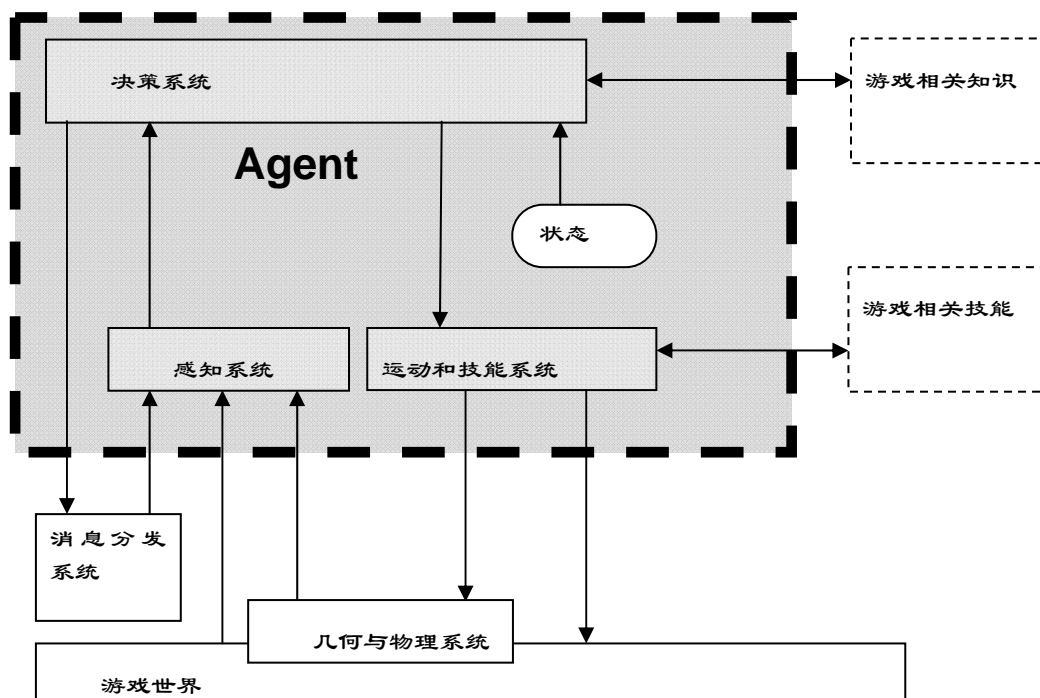 决策系统
游戏相关知识
Agent
状态
游戏相关技能
感知系统
运动和技能系统
消息分发
系统
几何与物理系统
游戏世界